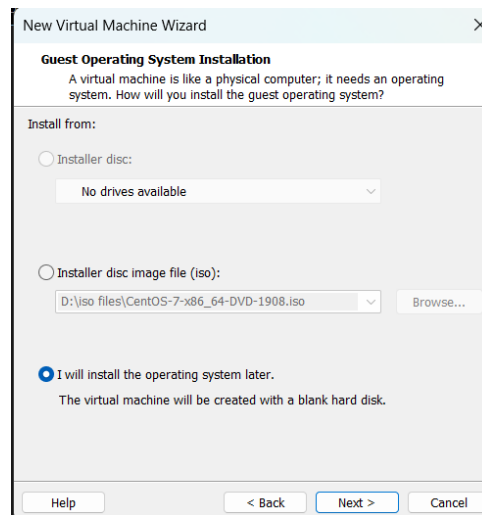 New Virtual Machine Wizard
Guest Operating System Installation
A virtual machine is like a physical computer; it needs an operating
system. How will you install the guest operating system?
Install from:
Installer disc:
No drives available
Installer disc image file (iso):
D:\iso files\CentOS-7-x86_64-DVD-1908.iso
Browse...
I will install the operating system later.
The virtual machine will be created with a blank hard disk.
Help
< Back
Next >
Cancel